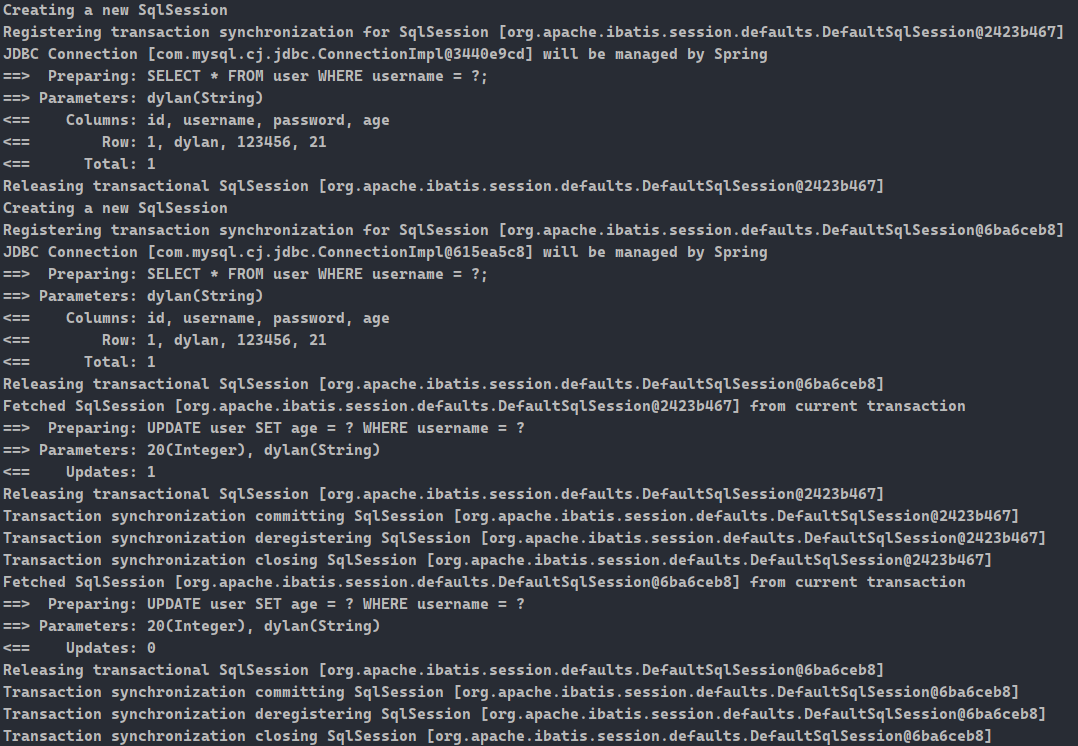 Creating a new SqlSession
Registering transaction synchronization for SqlSession [org.apache.ibatis.session.defaults.DefaultSqlSession@2423b467]
JDBC Connection [com.mysql.cj.jdbc.ConnectionImpl@3440e9cd] will be managed by Spring
==>  Preparing: SELECT * FROM user WHERE username = ?;
==> Parameters: dylan(String)
<==    Columns: id, username, password, age
<==        Row: 1, dylan, 123456, 21
<==      Total: 1
Releasing transactional SqlSession [org.apache.ibatis.session.defaults.DefaultSqlSession@2423b467]
Creating a new SqlSession
Registering transaction synchronization for SqlSession [org.apache.ibatis.session.defaults.DefaultSqlSession@6ba6ceb8]
JDBC Connection [com.mysql.cj.jdbc.ConnectionImpl@615ea5c8] will be managed by Spring
==>  Preparing: SELECT * FROM user WHERE username = ?;
==> Parameters: dylan(String)
<==    Columns: id, username, password, age
<==        Row: 1, dylan, 123456, 21
<==      Total: 1
Releasing transactional SqlSession [org.apache.ibatis.session.defaults.DefaultSqlSession@6ba6ceb8]
Fetched SqlSession [org.apache.ibatis.session.defaults.DefaultSqlSession@2423b467] from current transaction
==>  Preparing: UPDATE user SET age = ? WHERE username = ?
==> Parameters: 20(Integer), dylan(String)
<==    Updates: 1
Releasing transactional SqlSession [org.apache.ibatis.session.defaults.DefaultSqlSession@2423b467]
Transaction synchronization committing SqlSession [org.apache.ibatis.session.defaults.DefaultSqlSession@2423b467]
Transaction synchronization deregistering SqlSession [org.apache.ibatis.session.defaults.DefaultSqlSession@2423b467]
Transaction synchronization closing SqlSession [org.apache.ibatis.session.defaults.DefaultSqlSession@2423b467]
Fetched SqlSession [org.apache.ibatis.session.defaults.DefaultSqlSession@6ba6ceb8] from current transaction
==>  Preparing: UPDATE user SET age = ? WHERE username = ?
==> Parameters: 20(Integer), dylan(String)
<==    Updates: 0
Releasing transactional SqlSession [org.apache.ibatis.session.defaults.DefaultSqlSession@6ba6ceb8]
Transaction synchronization committing SqlSession [org.apache.ibatis.session.defaults.DefaultSqlSession@6ba6ceb8]
Transaction synchronization deregistering SqlSession [org.apache.ibatis.session.defaults.DefaultSqlSession@6ba6ceb8]
Transaction synchronization closing SqlSession [org.apache.ibatis.session.defaults.DefaultSqlSession@6ba6ceb8]